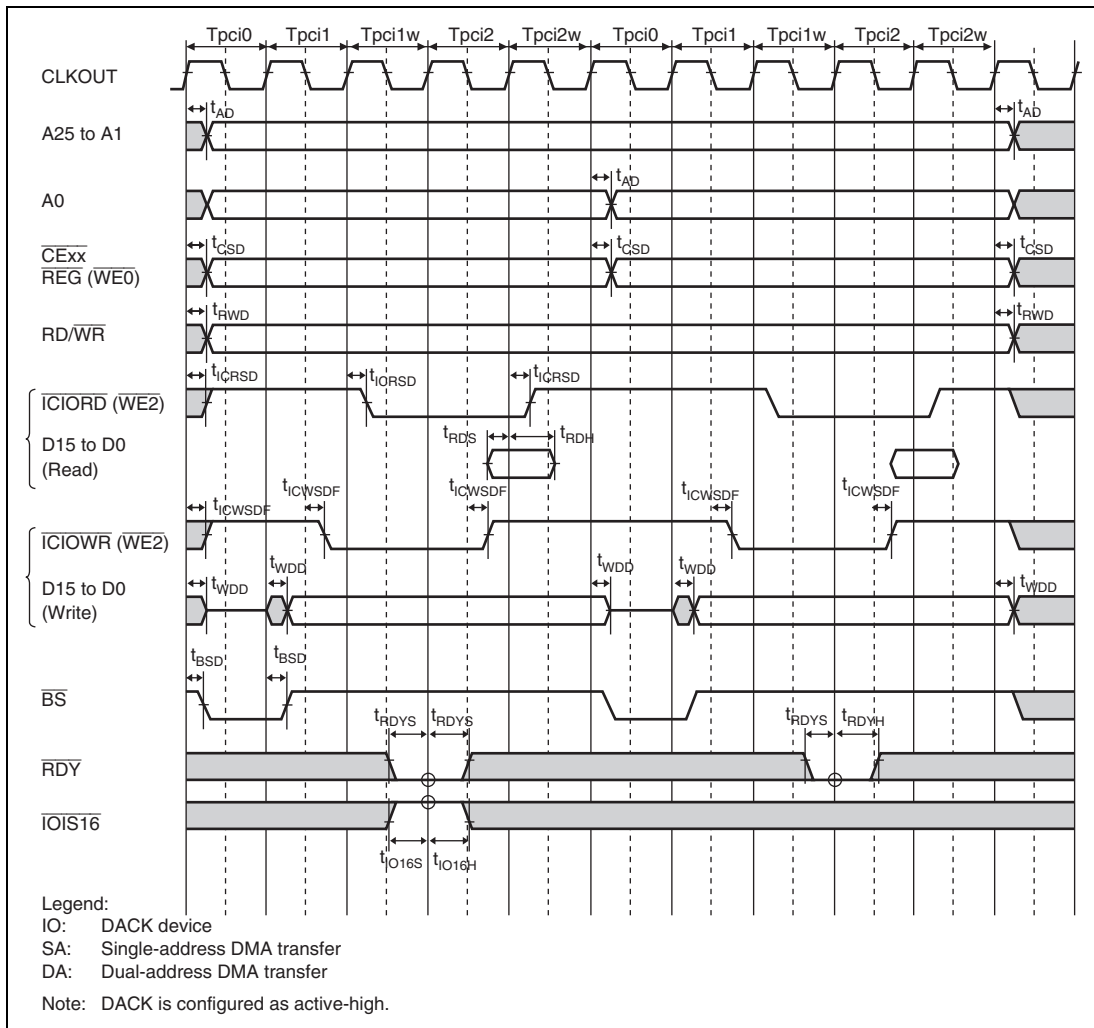 Tpci0 Tpci1 Tpci1w Tpci2 Tpci2w Tpci0 Tpci1 Tpci1w Tpci2 Tpci2w
CLKOUT
tAD tAD
A25 to A1
tAD
A0
tCSD tCSD tCSD
CExx
REG (WE0)
tRWD tRWD
RD/WR
tICRSD tIORSD tICRSD
ICIORD (WE2)
tRDS tRDH
D15 to D0
(Read)
tICWSDF tICWSDF tICWSDF tICWSDF tICWSDF
ICIOWR (WE2)
tWDD tWDD tWDD tWDD tWDD
D15 to D0
(Write)
tBSD tBSD
BS
tRDYS tRDYS tRDYS tRDYH
RDY
IOIS16
tIO16S tIO16H
Legend:
IO: DACK device
SA: Single-address DMA transfer
DA: Dual-address DMA transfer
Note: DACK is configured as active-high.